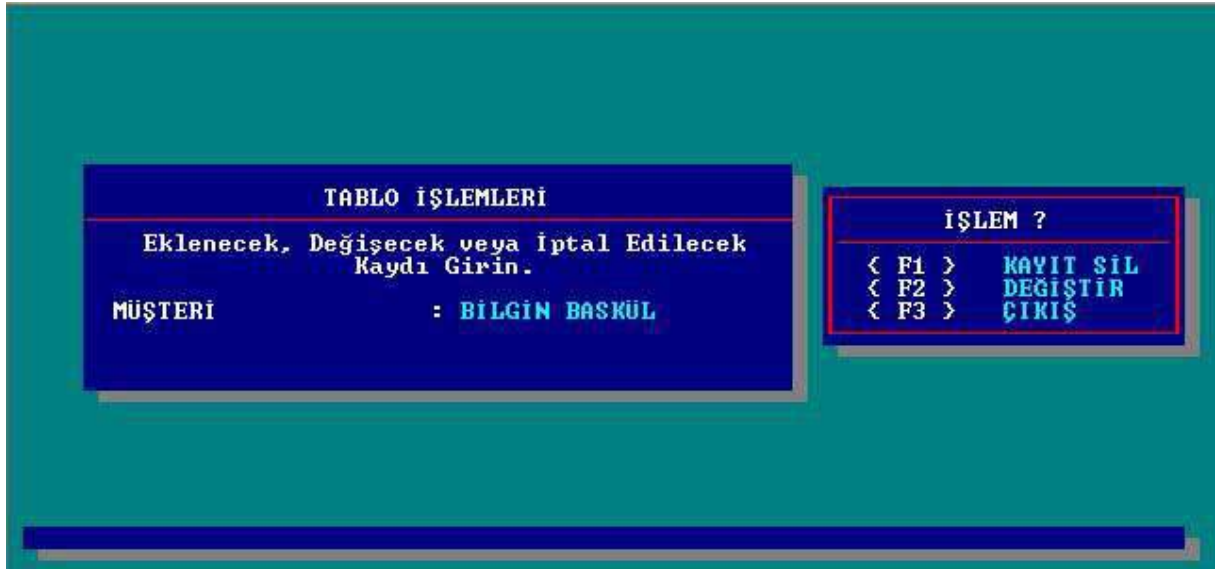 TABLO İŞLEMLERİ
Eklenecek, Değişecek veya İptal Edilecek
Kaydı Girin.
MÜŞTERİ : BİLGİN BASKÜL
İŞLEM ?
< F1 > KAYIT SİL
< F2 > DEĞİŞTİR
< F3 > ÇIKIŞ